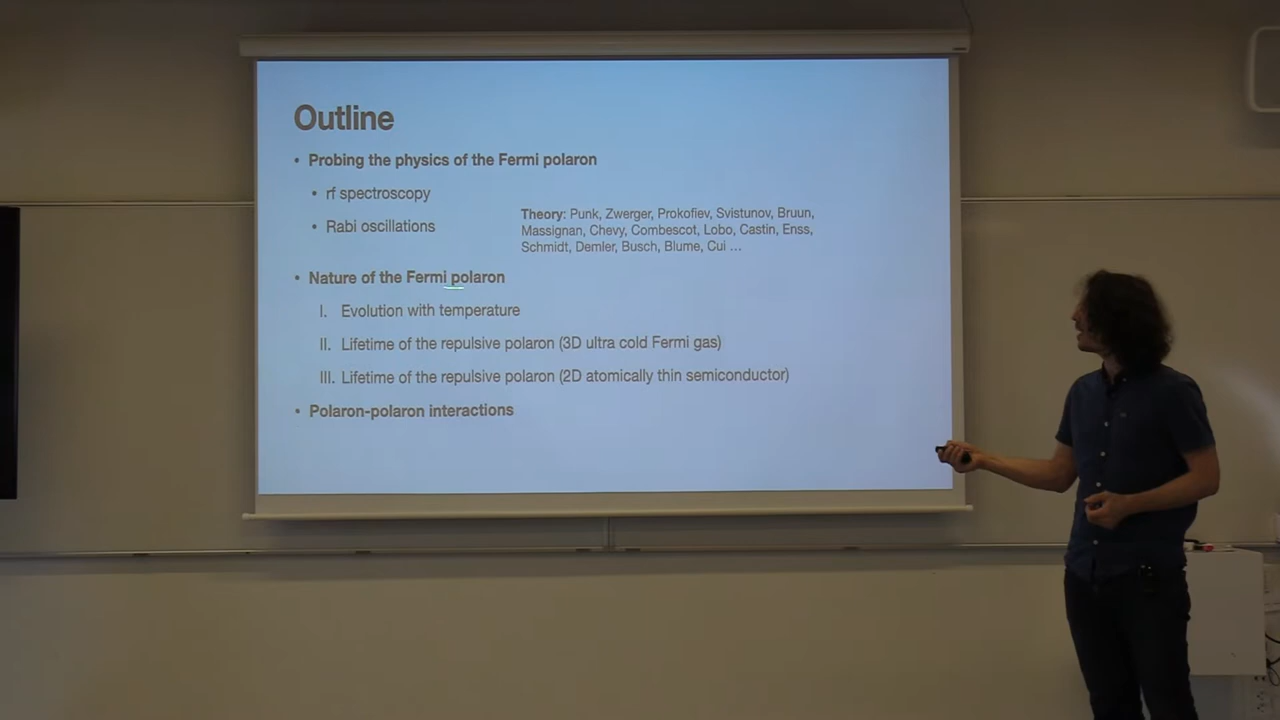 Outline
• Probing the physics of the Fermi polaron
• rf spectroscopy
• Rabi oscillations
Theory: Punk, Zwerger, Prokofiev, Svistunov, Bruun,
Massignan, Chevy, Combescot, Lobo, Castin, Enss,
Schmidt, Demler, Busch, Blume, Cui ...
• Nature of the Fermi polaron
I. Evolution with temperature
II. Lifetime of the repulsive polaron (3D ultra cold Fermi gas)
III. Lifetime of the repulsive polaron (2D atomically thin semiconductor)
• Polaron-polaron interactions